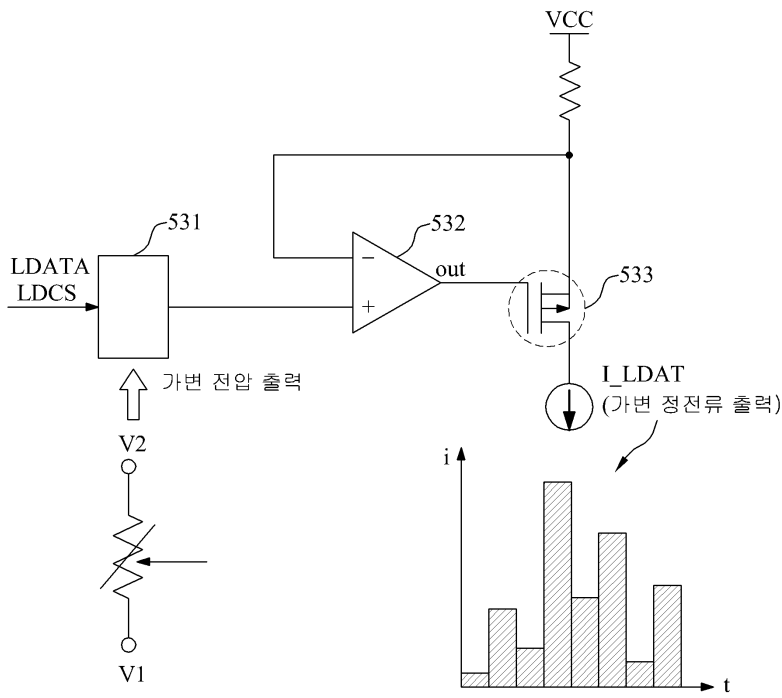 VCC
531
532
LDATA
LDCS
−
+
out
533
가변 전압 출력
I_LDAT
(가변 정전류 출력)
V2
V1
i
t